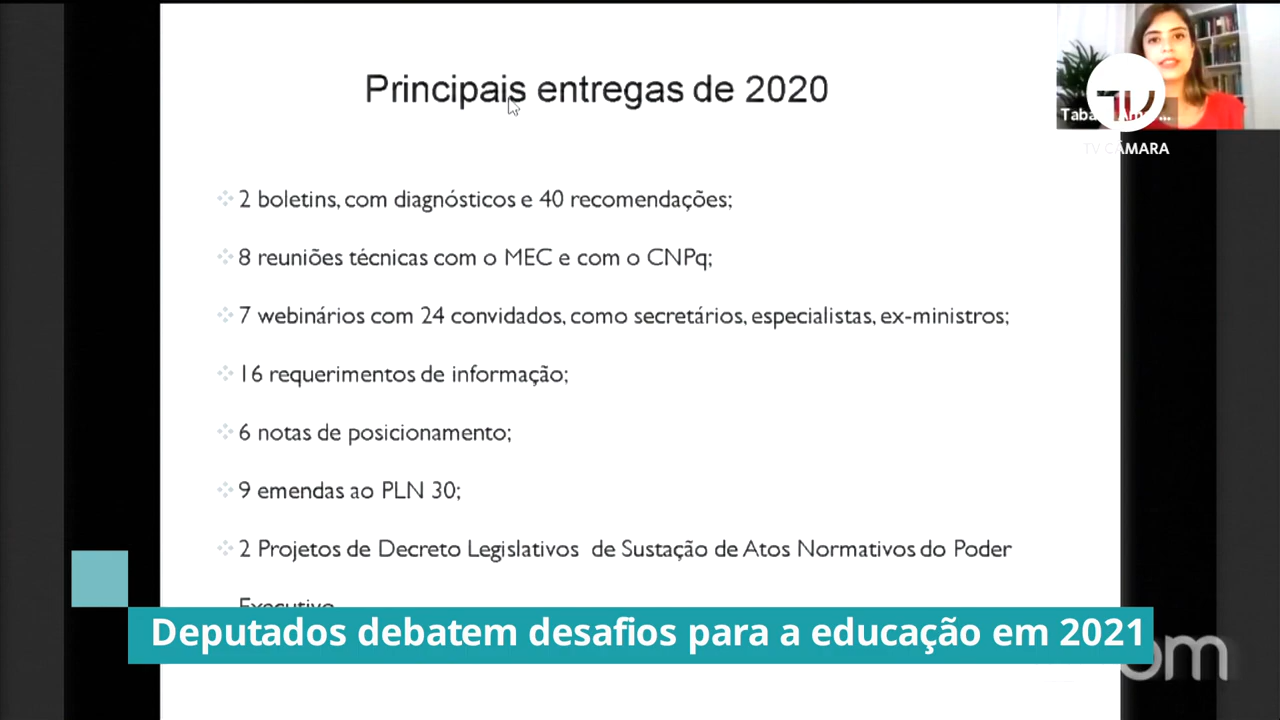 Principais entregas de 2020
TV CÂMARA
2 boletins, com diagnósticos e 40 recomendações;
8 reuniões técnicas com o MEC e com o CNPq;
7 webinários com 24 convidados, como secretários, especialistas, ex-ministros;
16 requerimentos de informação;
6 notas de posicionamento;
9 emendas ao PLN 30;
2 Projetos de Decreto Legislativos de Sustação de Atos Normativos do Poder
Executivo
Deputados debatem desafios para a educação em 2021